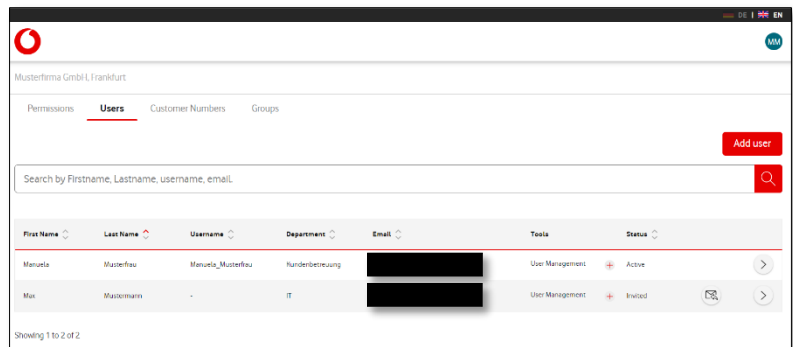 DE | EN
MM
Musterfirma GmbH, Frankfurt
Permissions Users Customer Numbers Groups
Add user
Search by Firstname, Lastname, username, email.
First Name Last Name Username Department Email Tools Status
Manuela Musterfrau Manuela_Musterfrau Kundenbetreuung User Management + Active
Max Mustermann - IT User Management + Invited
Showing 1 to 2 of 2